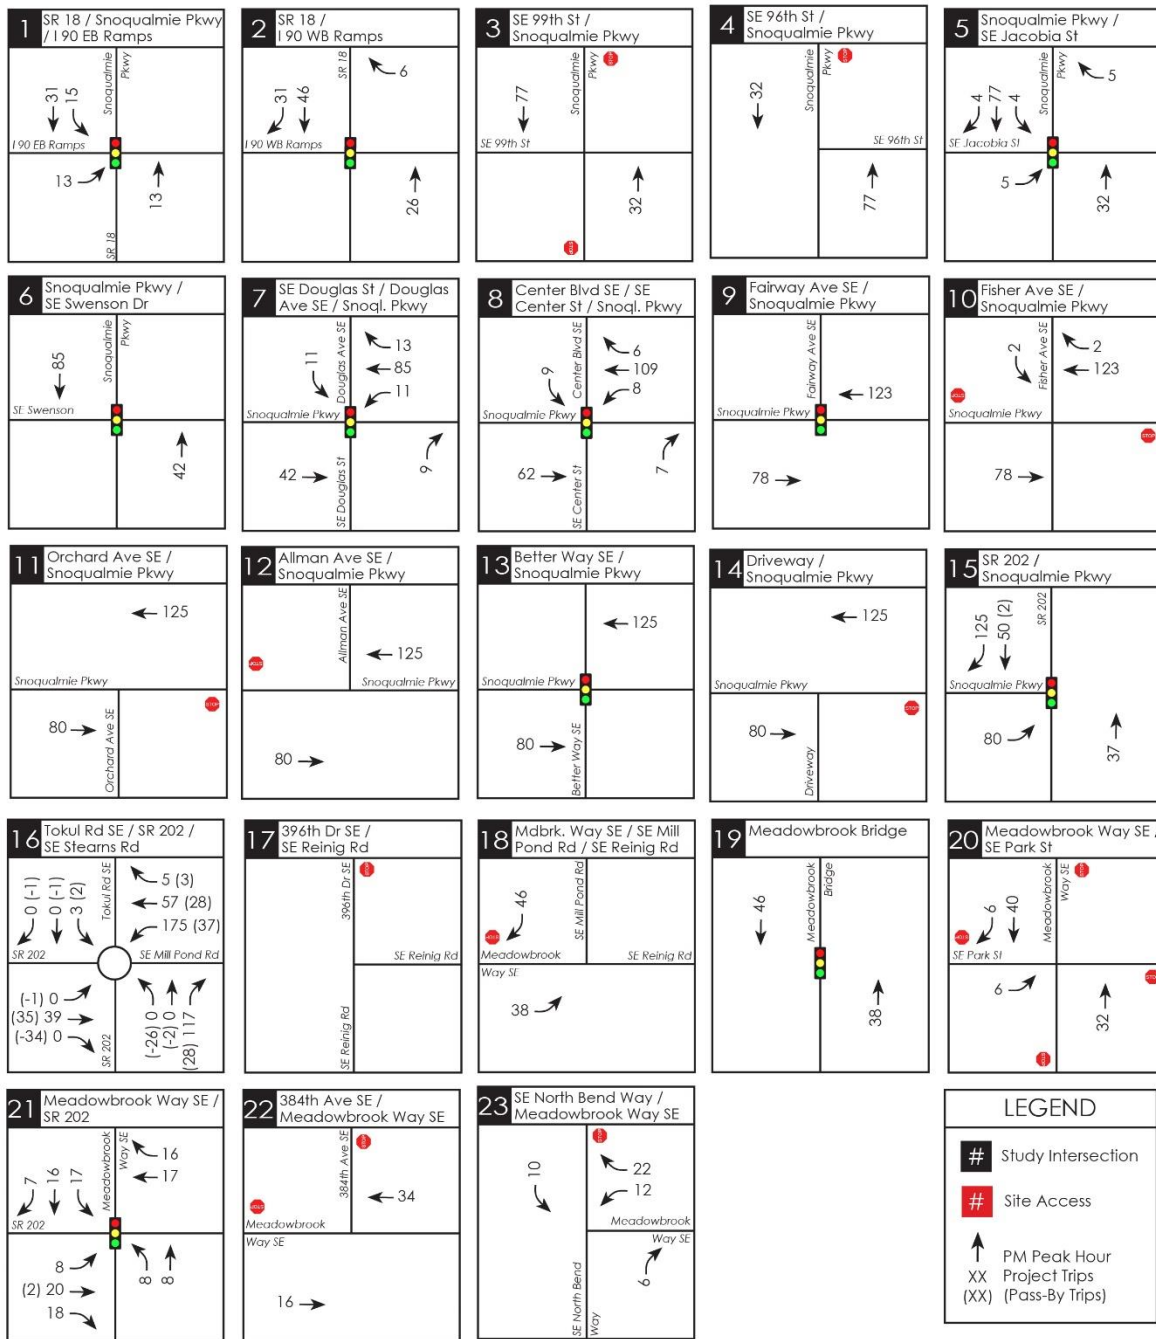 1
SR 18 / Snoqualmie Pkwy
/ I 90 EB Ramps
Snoqualmie
Pkwy
31
15
I 90 EB Ramps
13
13
SR 18
2
SR 18 /
I 90 WB Ramps
SR 18
6
31
46
I 90 WB Ramps
26
3
SE 99th St /
Snoqualmie Pkwy
Snoqualmie
Pkwy
STOP
77
SE 99th St
32
STOP
4
SE 96th St /
Snoqualmie Pkwy
Snoqualmie
Pkwy
STOP
32
SE 96th St
77
5
Snoqualmie Pkwy /
SE Jacobia St
Snoqualmie
Pkwy
5
4
77
4
SE Jacobia St
5
32
6
Snoqualmie Pkwy /
SE Swenson Dr
Snoqualmie
Pkwy
85
SE Swenson
42
7
SE Douglas St / Douglas
Ave SE / Snoql. Pkwy
Douglas Ave SE
11
13
85
11
Snoqualmie Pkwy
42
SE Douglas St
9
8
Center Blvd SE / SE
Center St / Snoql. Pkwy
Center Blvd SE
9
6
109
8
Snoqualmie Pkwy
62
SE Center St
7
9
Fairway Ave SE /
Snoqualmie Pkwy
Fairway Ave SE
123
Snoqualmie Pkwy
78
10
Fisher Ave SE /
Snoqualmie Pkwy
2
Fisher Ave SE
2
123
STOP
Snoqualmie Pkwy
STOP
78
11
Orchard Ave SE /
Snoqualmie Pkwy
125
Snoqualmie Pkwy
80
Orchard Ave SE
STOP
12
Allman Ave SE /
Snoqualmie Pkwy
Allman Ave SE
STOP
125
Snoqualmie Pkwy
80
13
Better Way SE /
Snoqualmie Pkwy
125
Snoqualmie Pkwy
80
Better Way SE
14
Driveway /
Snoqualmie Pkwy
125
Snoqualmie Pkwy
80
Driveway
STOP
15
SR 202 /
Snoqualmie Pkwy
125
50 (2)
SR 202
Snoqualmie Pkwy
80
37
16
Tokul Rd SE / SR 202 /
SE Stearns Rd
0 (-1)
0 (-1)
3 (2)
Tokul Rd SE
5 (3)
57 (28)
175 (37)
SR 202
SE Mill Pond Rd
(-1) 0
(35) 39
(-34) 0
SR 202
(-26) 0
(-2) 0
(28) 117
17
396th Dr SE /
SE Reinig Rd
396th Dr SE
STOP
SE Reinig Rd
SE Reinig Rd
18
Mdbrk. Way SE / SE Mill
Pond Rd / SE Reinig Rd
46
SE Mill Pond Rd
STOP
Meadowbrook
SE Reinig Rd
Way SE
38
19
Meadowbrook Bridge
46
Meadowbrook
Bridge
38
20
Meadowbrook Way SE /
SE Park St
Meadowbrook
Way SE
STOP
6
40
STOP
SE Park St
6
32
STOP
STOP
21
Meadowbrook Way SE /
SR 202
7
16
17
Meadowbrook
Way SE
16
17
SR 202
8
(2) 20
18
8
8
22
384th Ave SE /
Meadowbrook Way SE
384th Ave SE
STOP
34
STOP
Meadowbrook
Way SE
16
23
SE North Bend Way /
Meadowbrook Way SE
STOP
10
22
12
Meadowbrook
Way SE
9
SE North Bend
Way
LEGEND
# Study Intersection
# Site Access
PM Peak Hour
XX Project Trips
(XX) (Pass-By Trips)